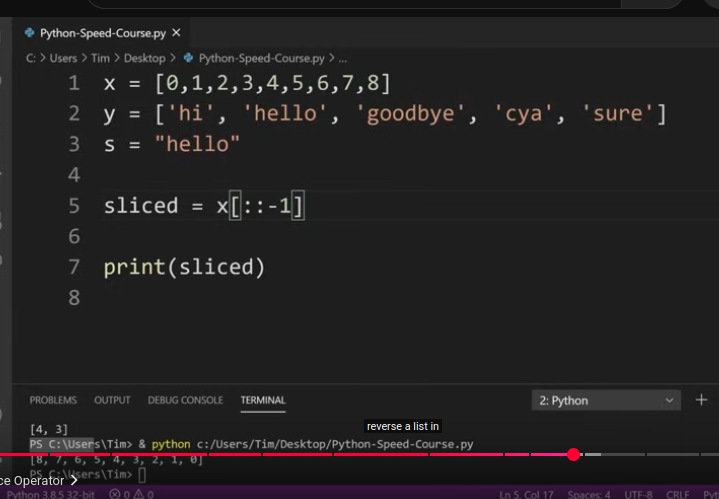 Python-Speed-Course.py ×
C: > Users > Tim > Desktop > Python-Speed-Course.py > ...
1 x = [0,1,2,3,4,5,6,7,8]
2 y = ['hi', 'hello', 'goodbye', 'cya', 'sure']
3 s = "hello"
4
5 sliced = x[::-1]
6
7 print(sliced)
8
PROBLEMS OUTPUT DEBUG CONSOLE TERMINAL 2: Python
reverse a list in
[4, 3]
PS C:\Users\Tim> & python c:/Users/Tim/Desktop/Python-Speed-Course.py
[8, 7, 6, 5, 4, 3, 2, 1, 0]
PS C:\Users\Tim>
ce Operator >
Python 3.8.5 32-bit 0 0 Ln 5, Col 17 Spaces: 4 UTF-8 CRLF